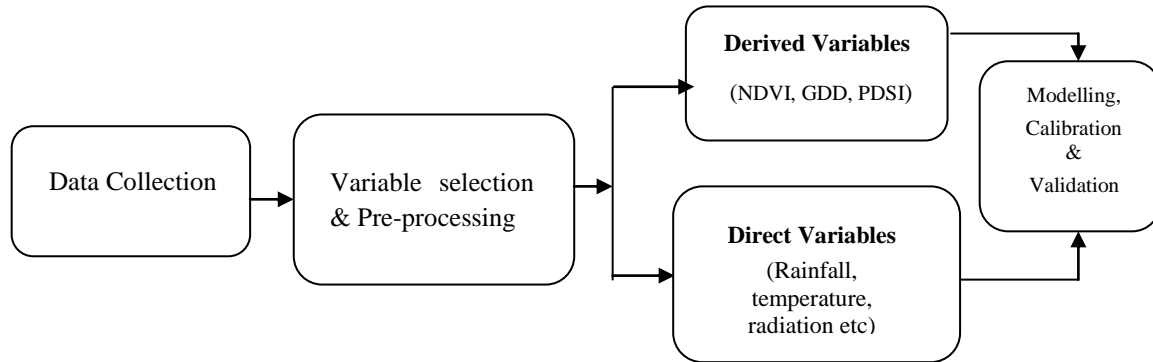 Data Collection
Variable selection
& Pre-processing
Derived Variables
(NDVI, GDD, PDSI)
Direct Variables
(Rainfall,
temperature,
radiation etc)
Modelling,
Calibration
&
Validation